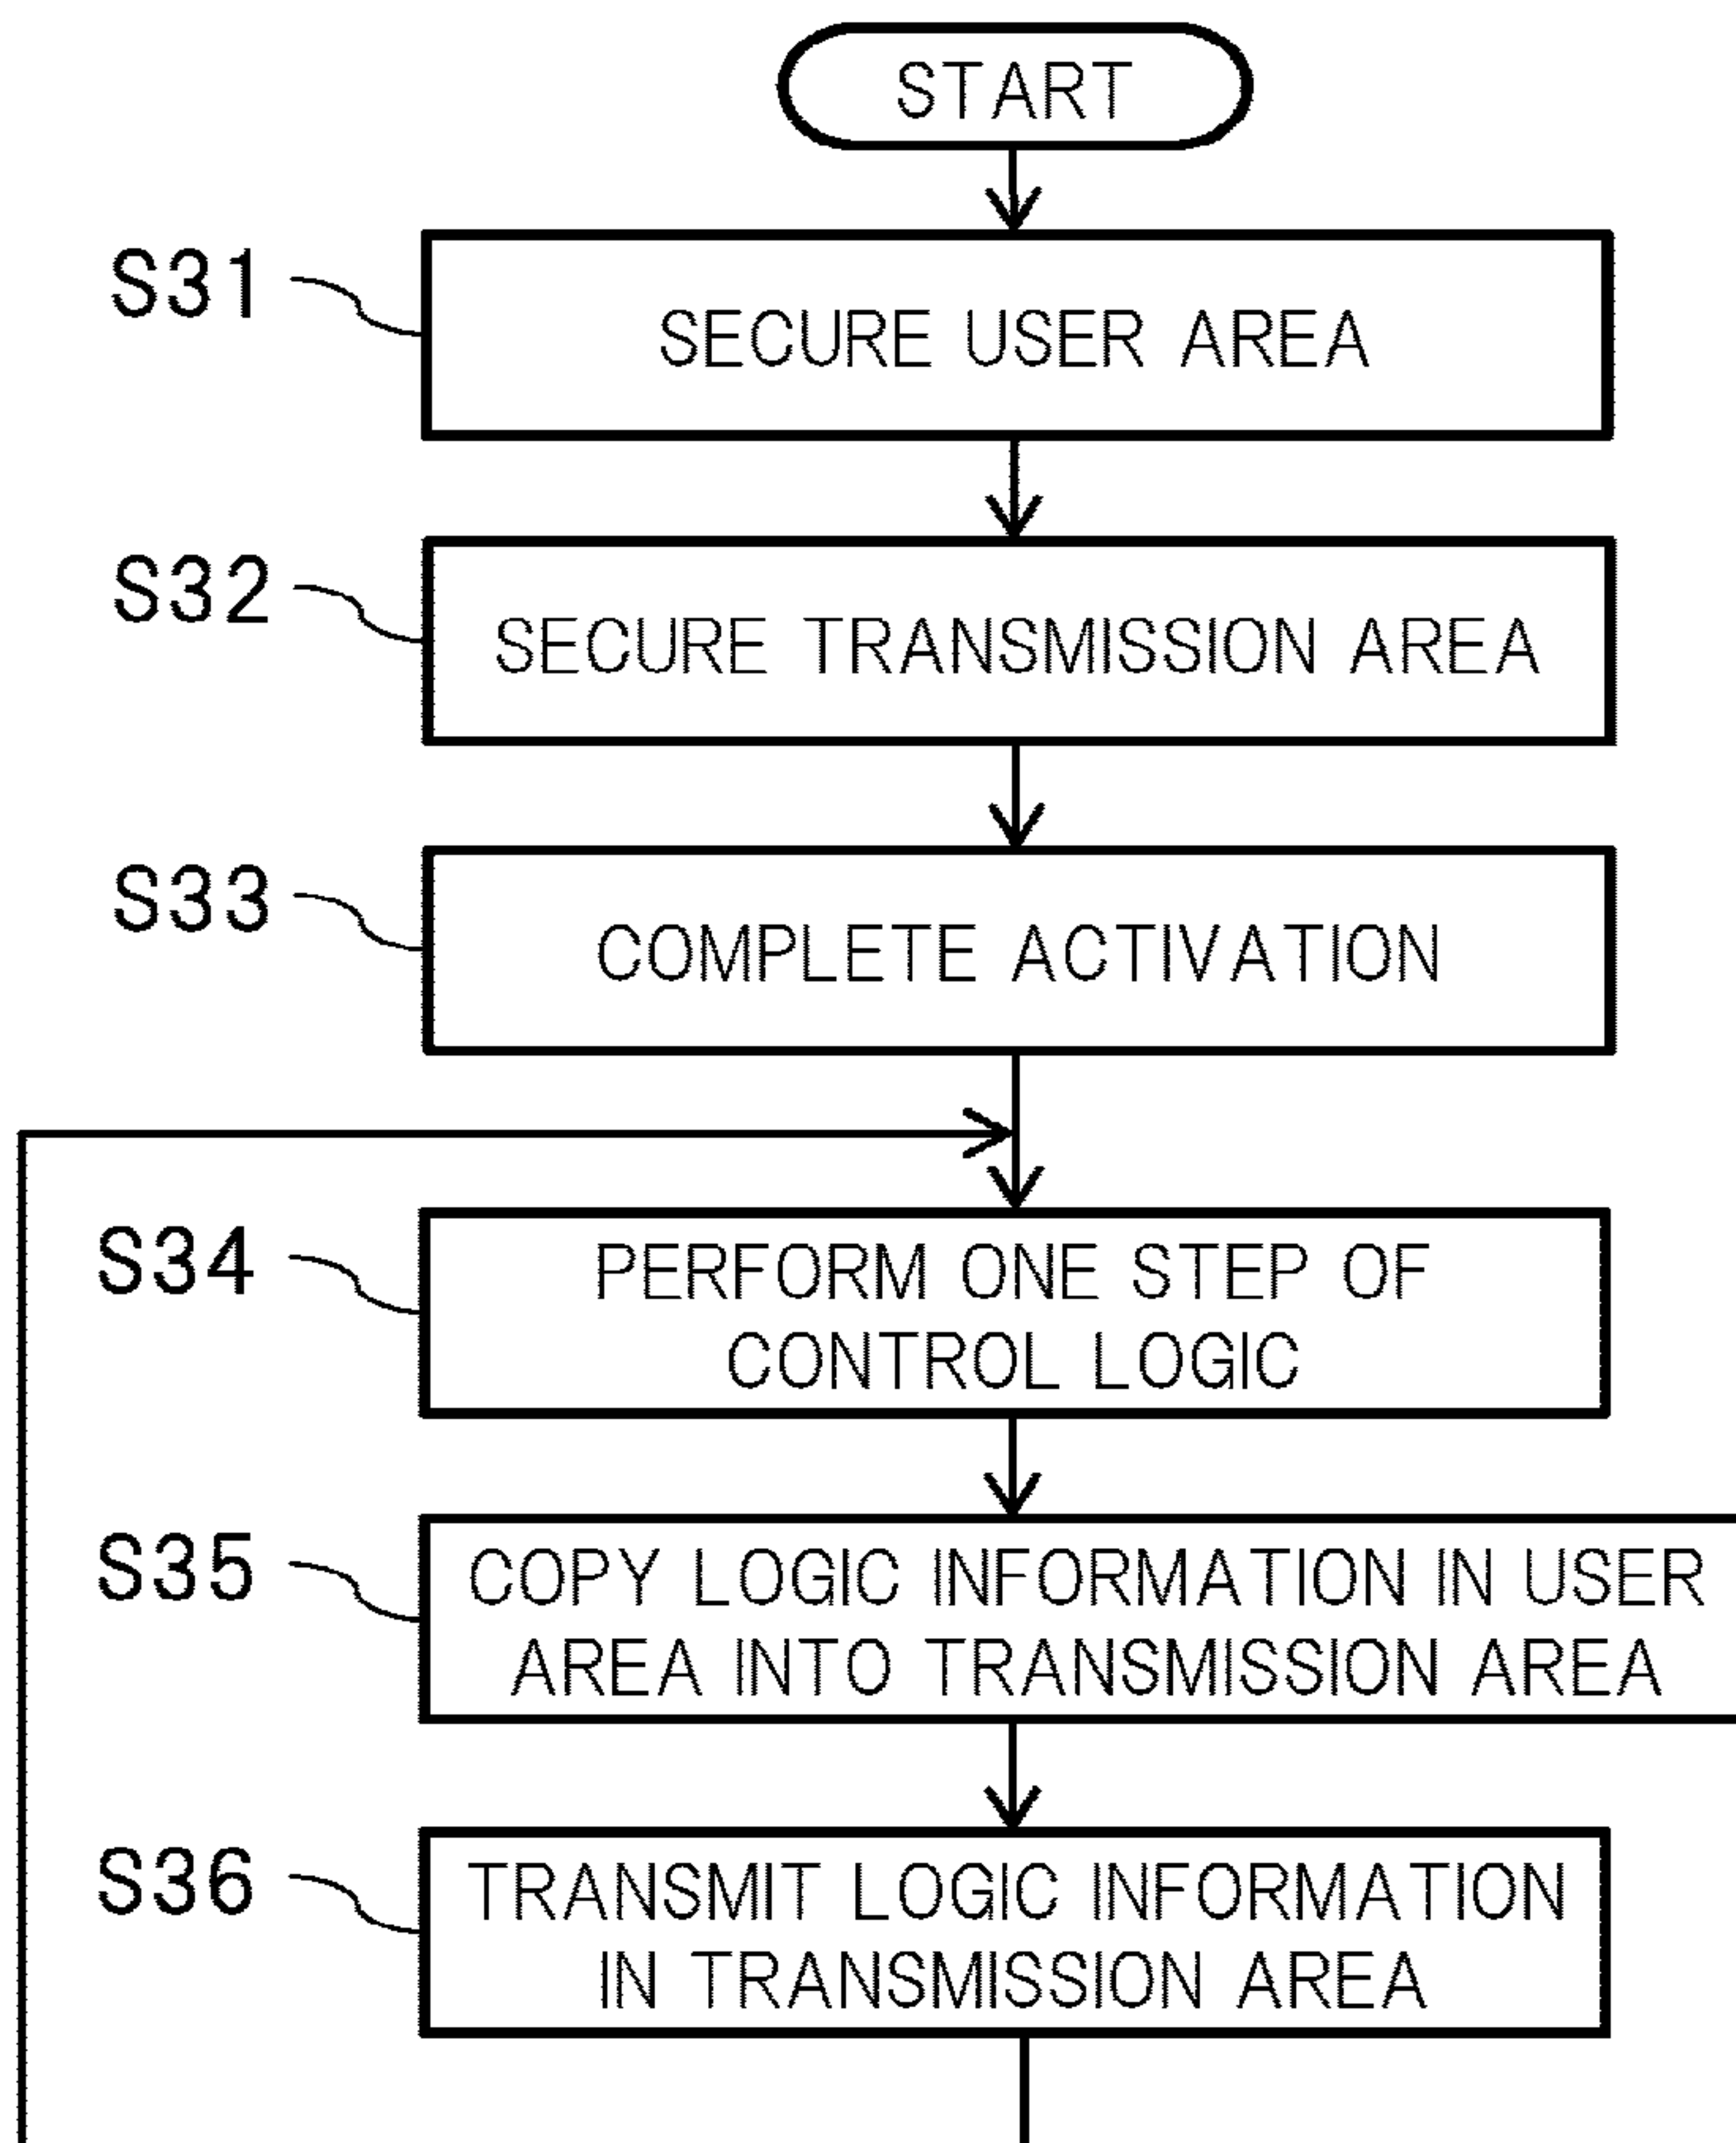 START
S31
SECURE USER AREA
S32
SECURE TRANSMISSION AREA
S33
COMPLETE ACTIVATION
S34
PERFORM ONE STEP OF
CONTROL LOGIC
S35
COPY LOGIC INFORMATION IN USER
AREA INTO TRANSMISSION AREA
S36
TRANSMIT LOGIC INFORMATION
IN TRANSMISSION AREA